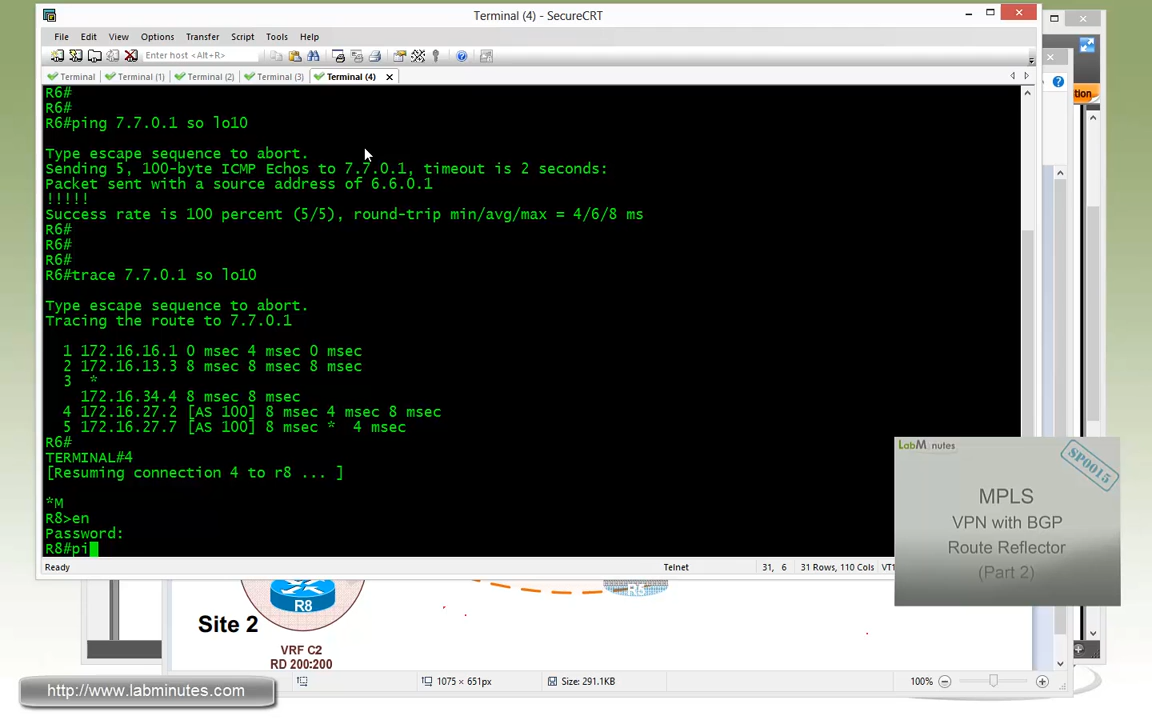 Terminal (4) - SecureCRT
File Edit View Options Transfer Script Tools Help
Enter host <Alt+R>
Terminal Terminal (1) Terminal (2) Terminal (3) Terminal (4)
R6#
R6#
R6#ping 7.7.0.1 so lo10
Type escape sequence to abort.
Sending 5, 100-byte ICMP Echos to 7.7.0.1, timeout is 2 seconds:
Packet sent with a source address of 6.6.0.1
!!!!!
Success rate is 100 percent (5/5), round-trip min/avg/max = 4/6/8 ms
R6#
R6#
R6#
R6#trace 7.7.0.1 so lo10
Type escape sequence to abort.
Tracing the route to 7.7.0.1
1 172.16.16.1 0 msec 4 msec 0 msec
2 172.16.13.3 8 msec 8 msec 8 msec
3 *
172.16.34.4 8 msec 8 msec
4 172.16.27.2 [AS 100] 8 msec 4 msec 8 msec
5 172.16.27.7 [AS 100] 8 msec * 4 msec
R6#
TERMINAL#4
[Resuming connection 4 to r8 ... ]
*M
R8>en
Password:
R8#pi
Ready Telnet 31, 6 31 Rows, 110 Cols VT1
LabMinutes
SP0015
MPLS
VPN with BGP
Route Reflector
(Part 2)
R8
R5
Site 2
VRF C2
RD 200:200
1075 × 651px Size: 291.1KB 100%
http://www.labminutes.com
tion